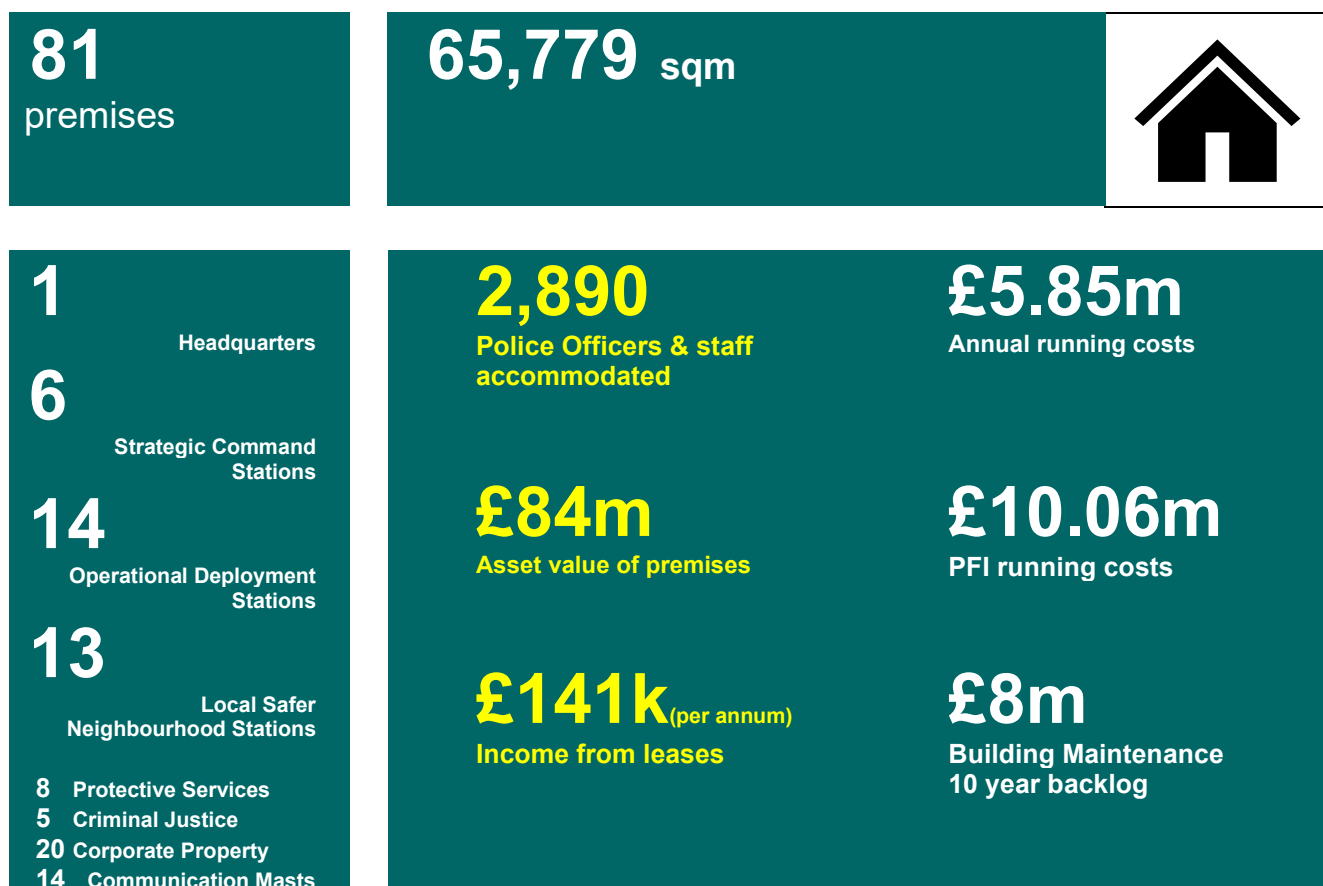 81
premises
65,779 sqm
1
Headquarters
6
Strategic Command
Stations
14
Operational Deployment
Stations
13
Local Safer
Neighbourhood Stations
8 Protective Services
5 Criminal Justice
20 Corporate Property
14 Communication Masts
2,890
Police Officers & staff
accommodated
£5.85m
Annual running costs
£84m
Asset value of premises
£10.06m
PFI running costs
£141k(per annum)
Income from leases
£8m
Building Maintenance
10 year backlog